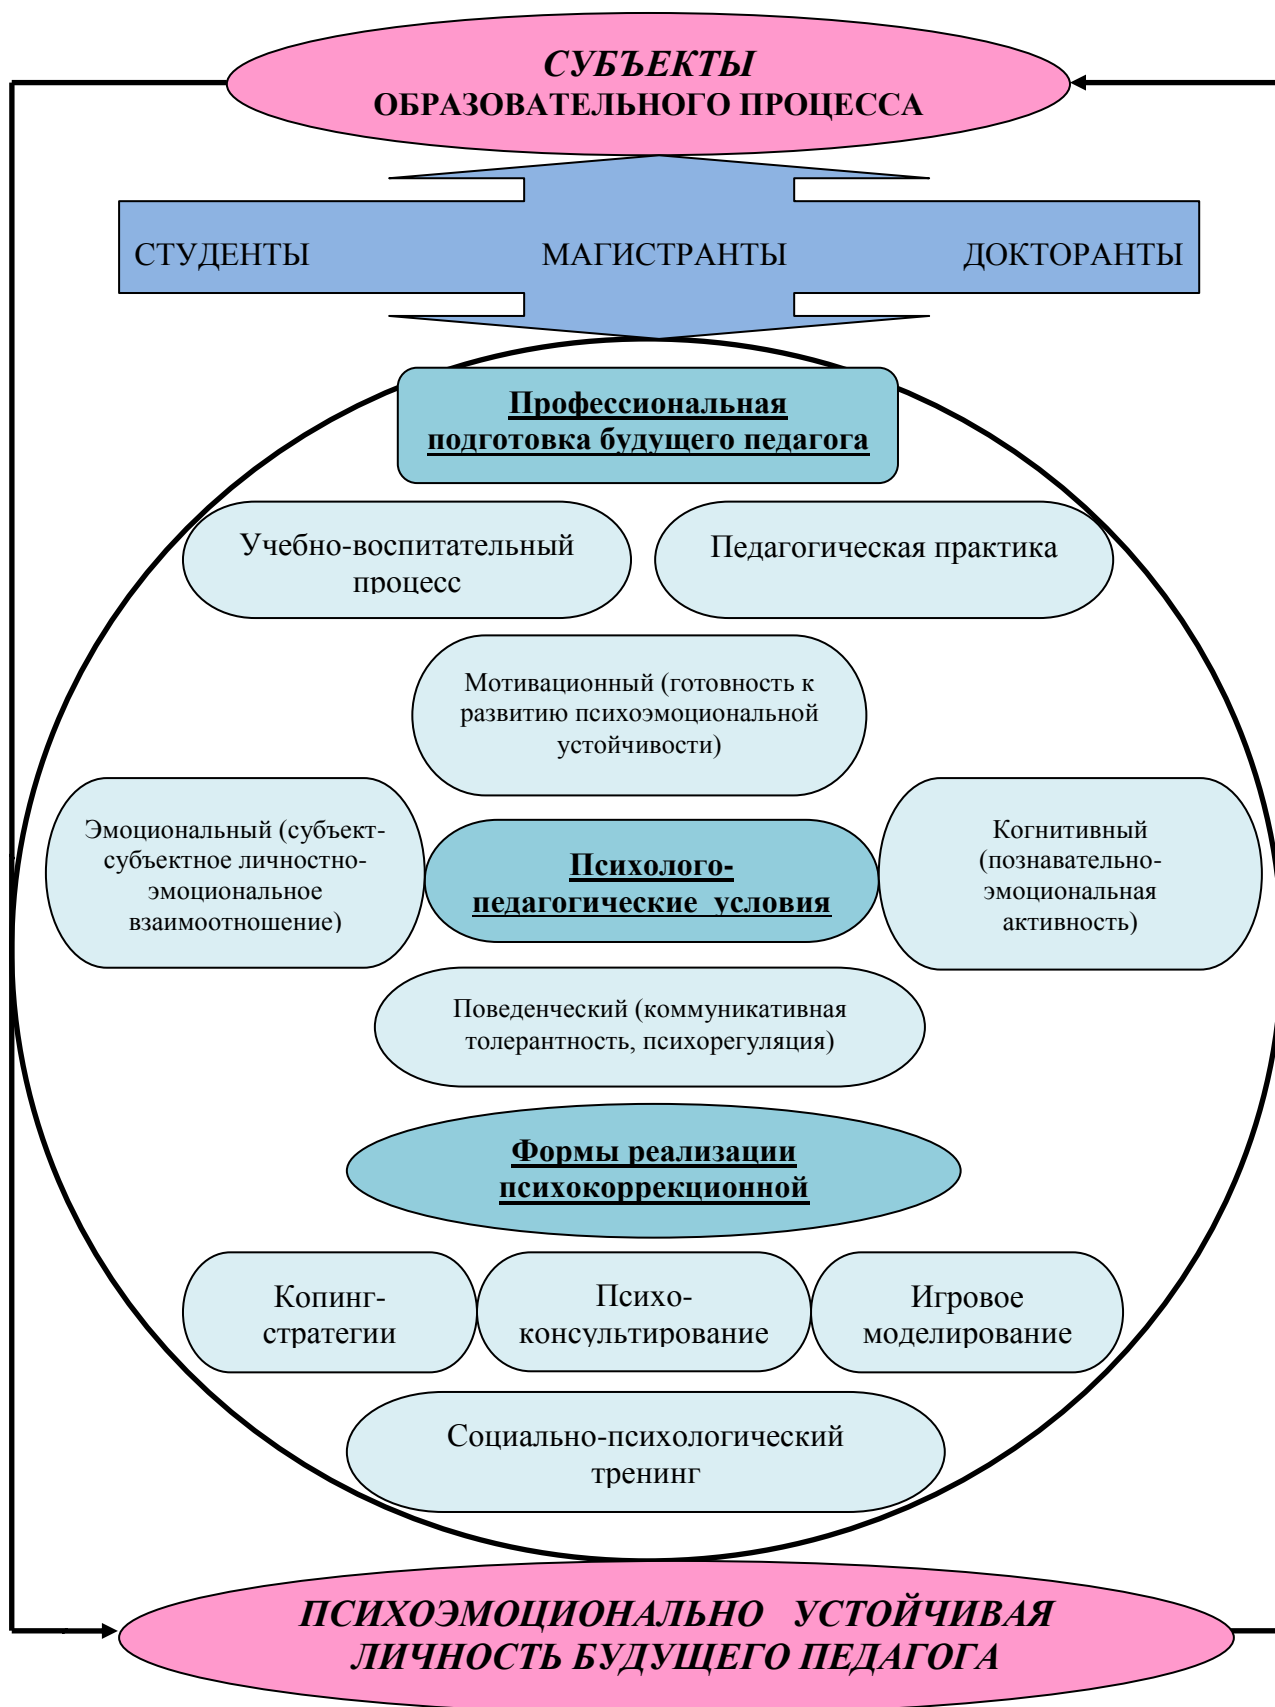 СУБЪЕКТЫ
ОБРАЗОВАТЕЛЬНОГО ПРОЦЕССА
СТУДЕНТЫ МАГИСТРАНТЫ ДОКТОРАНТЫ
Профессиональная
подготовка будущего педагога
Учебно-воспитательный
процесс
Педагогическая практика
Мотивационный (готовность к
развитию психоэмоциональной
устойчивости)
Эмоциональный (субъект-
субъектное личностно-
эмоциональное
взаимоотношение)
Психолого-
педагогические условия
Когнитивный
(познавательно-
эмоциональная
активность)
Поведенческий (коммуникативная
толерантность, психорегуляция)
Формы реализации
психокоррекционной
Копинг-
стратегии
Психо-
консультирование
Игровое
моделирование
Социально-психологический
тренинг
ПСИХОЭМОЦИОНАЛЬНО УСТОЙЧИВАЯ
ЛИЧНОСТЬ БУДУЩЕГО ПЕДАГОГА